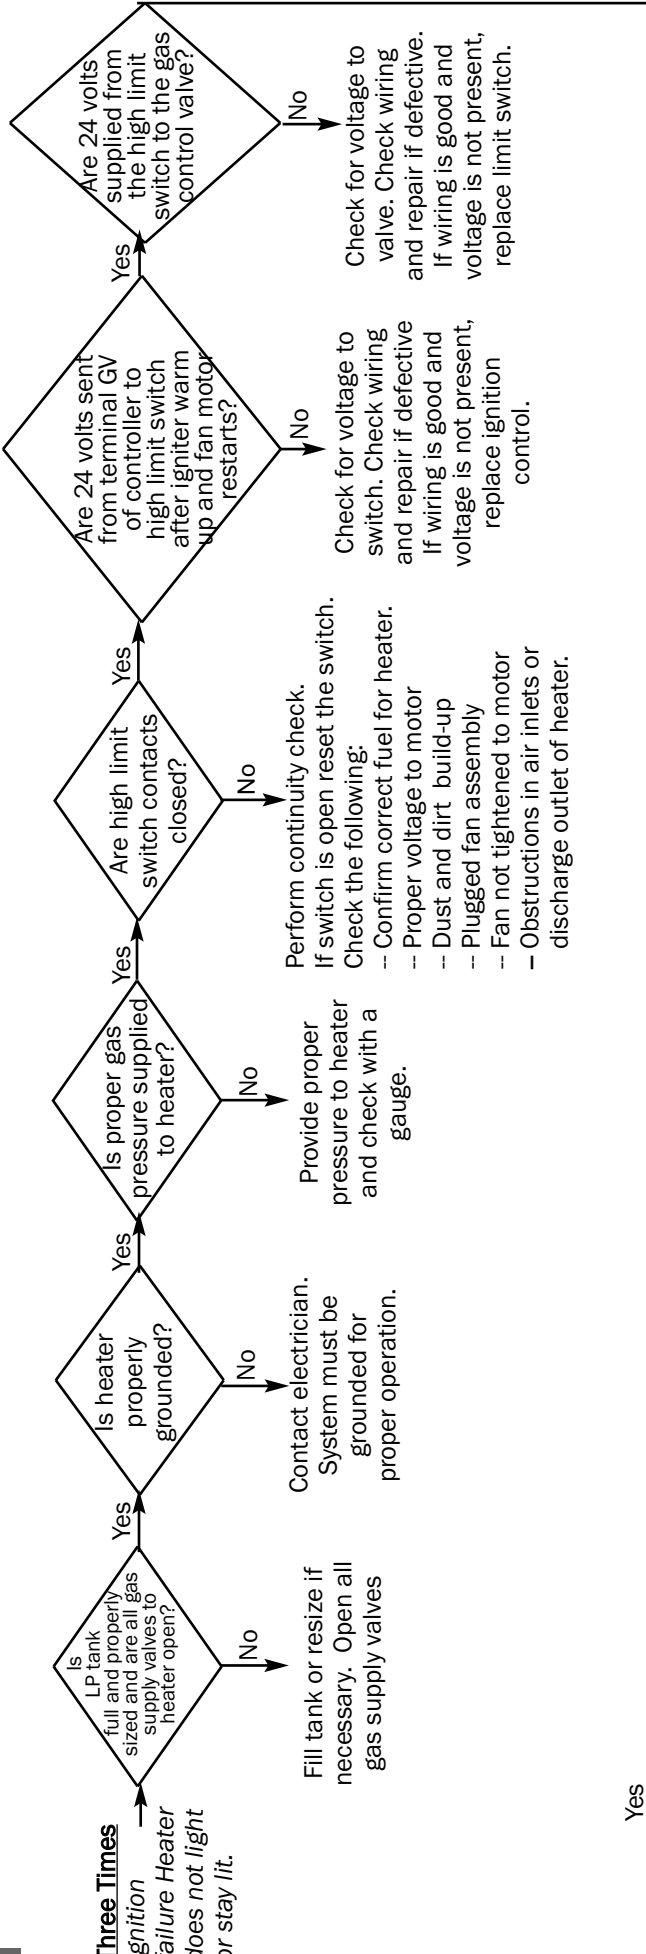 Three Times
gnition
ailure Heater
does not light
or stay lit.
Is
LP tank
full and properly
sized and are all gas
supply valves to
heater open?
Yes
No
Fill tank or resize if
necessary. Open all
gas supply valves
Is heater
properly
grounded?
Yes
No
Contact electrician.
System must be
grounded for
proper operation.
Is proper gas
pressure supplied
to heater?
Yes
No
Provide proper
pressure to heater
and check with a
gauge.
Are high limit
switch contacts
closed?
Yes
No
Perform continuity check.
If switch is open reset the switch.
Check the following:
-- Confirm correct fuel for heater.
-- Proper voltage to motor
-- Dust and dirt build-up
-- Plugged fan assembly
-- Fan not tightened to motor
– Obstructions in air inlets or
discharge outlet of heater.
Are 24 volts sent
from terminal GV
of controller to
high limit switch
after igniter warm
up and fan motor
restarts?
Yes
No
Check for voltage to
switch. Check wiring
and repair if defective
If wiring is good and
voltage is not present,
replace ignition
control.
Are 24 volts
supplied from
the high limit
switch to the gas
control valve?
No
Check for voltage to
valve. Check wiring
and repair if defective.
If wiring is good and
voltage is not present,
replace limit switch.
Yes